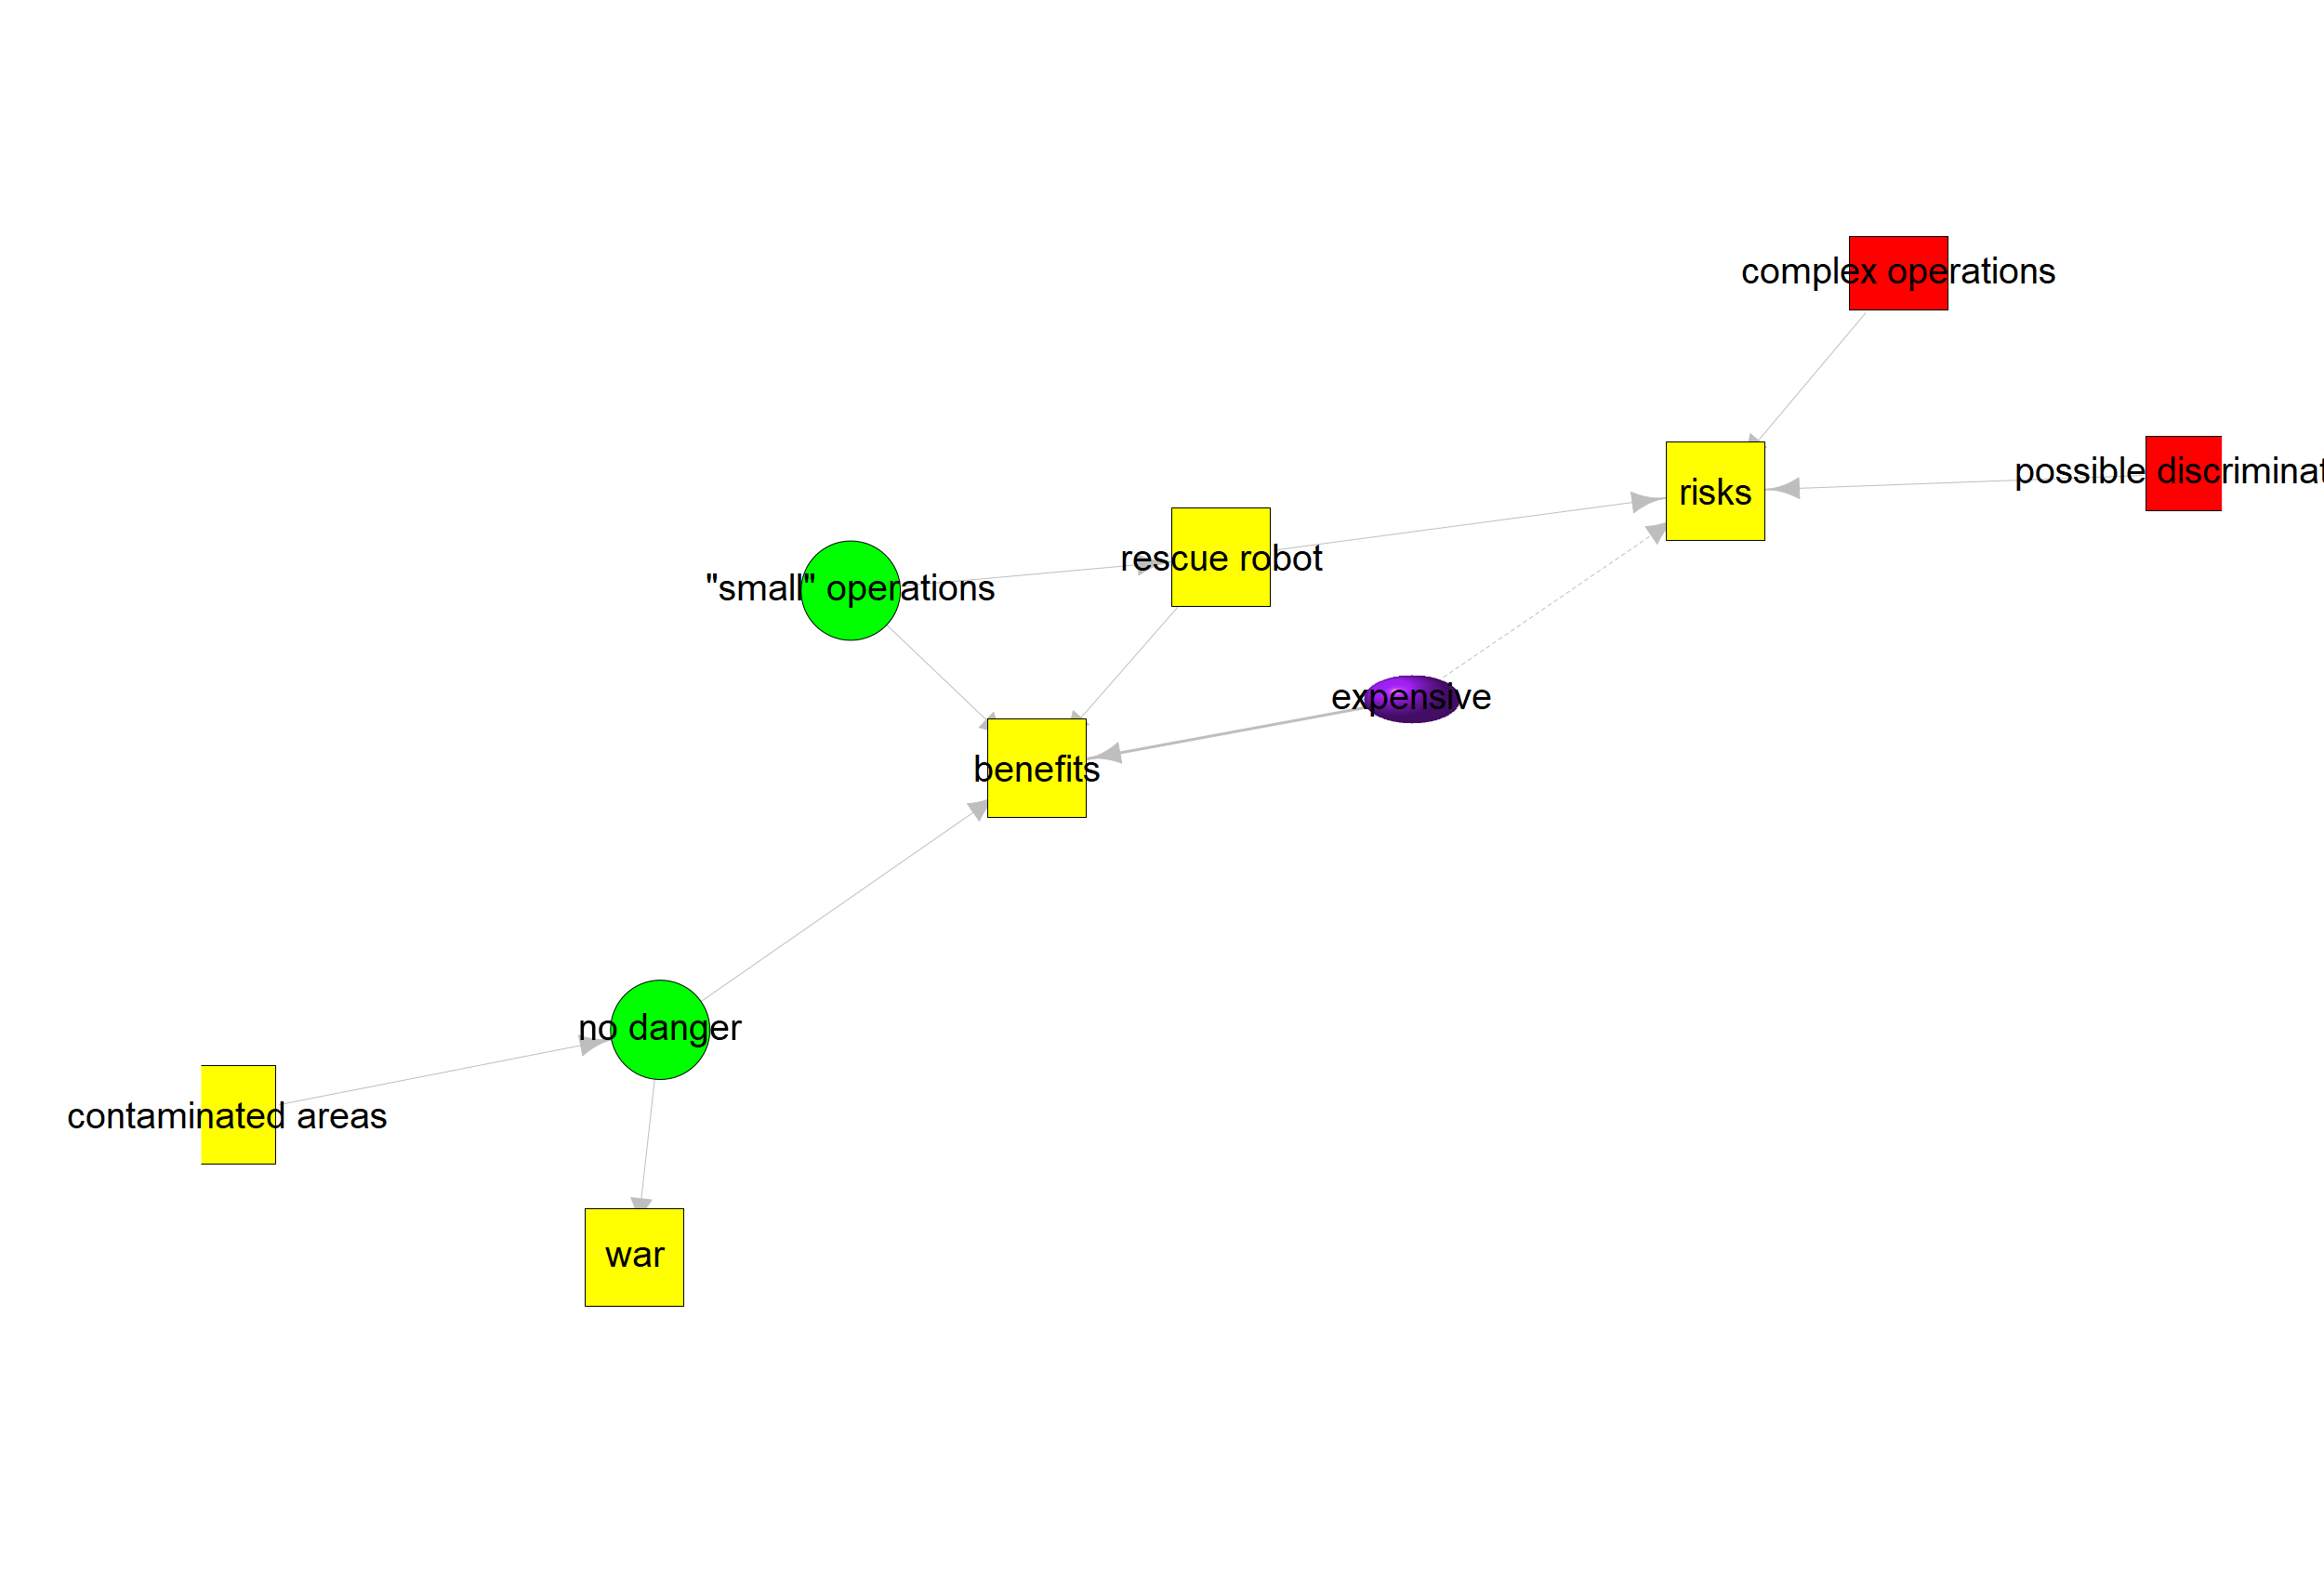 complex operations
possible discriminat
risks
rescue robot
"small" operations
expensive
benefits
no danger
contaminated areas
war